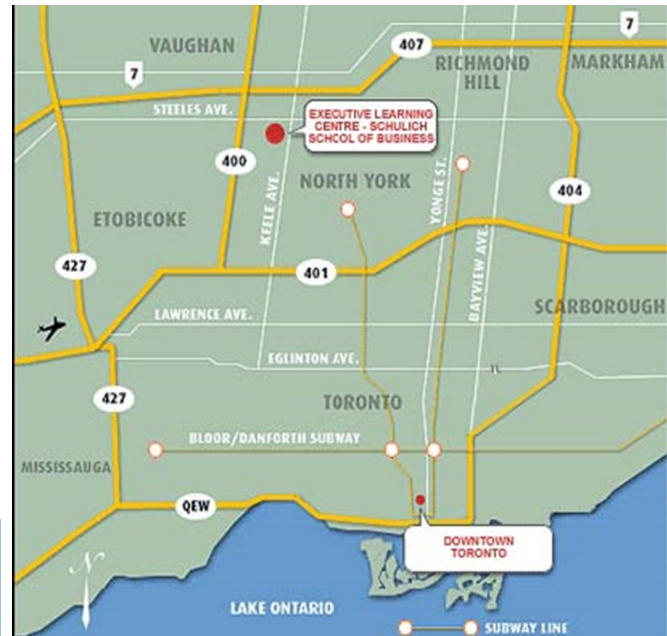 7
VAUGHAN
407
RICHMOND
HILL
MARKHAM
7
STEELES AVE.
EXECUTIVE LEARNING
CENTRE - SCHULICH
SCHCOL OF BUSINESS
400
KEELE AVE.
NORTH YORK
YONGE ST.
404
BAYVIEW AVE.
ETOBICOKE
427
401
LAWRENCE AVE.
SCARBOROUGH
EGLINTON AVE.
427
TORONTO
BLOOR/DANFORTH SUBWAY
MISSISSAUGA
QEW
DOWNTOWN
TORONTO
N
LAKE ONTARIO
SUBWAY LINE